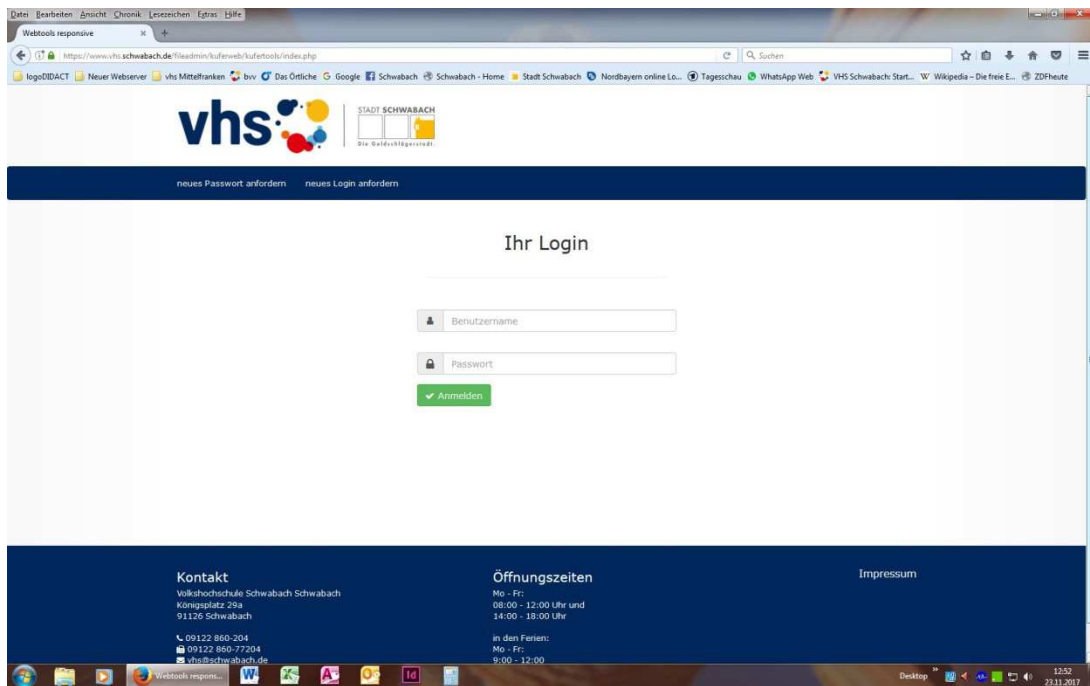 Datei Bearbeiten Ansicht Chronik Lesezeichen Extras Hilfe
Webtools responsive
https://www.vhs.schwabach.de/fileadmin/kuferweb/kufertools/index.php
Suchen
logoDIDACT Neuer Webserver vhs Mittelfranken bvv Das Örtliche Google Schwabach Schwabach - Home Stadt Schwabach Nordbayern online Lo... Tagesschau WhatsApp Web VHS Schwabach: Start... Wikipedia – Die freie E... ZDFheute
vhs
STADT SCHWABACH
Die Goldschlägerstadt.
neues Passwort anfordern neues Login anfordern
Ihr Login
Benutzername
Passwort
Anmelden
Kontakt
Volkshochschule Schwabach Schwabach
Königsplatz 29a
91126 Schwabach
09122 860-204
09122 860-77204
vhs@schwabach.de
Öffnungszeiten
Mo - Fr:
08:00 - 12:00 Uhr und
14:00 - 18:00 Uhr
in den Ferien:
Mo - Fr:
9:00 - 12:00
Impressum
Webtools respons...
Desktop
12:52
23.11.2017